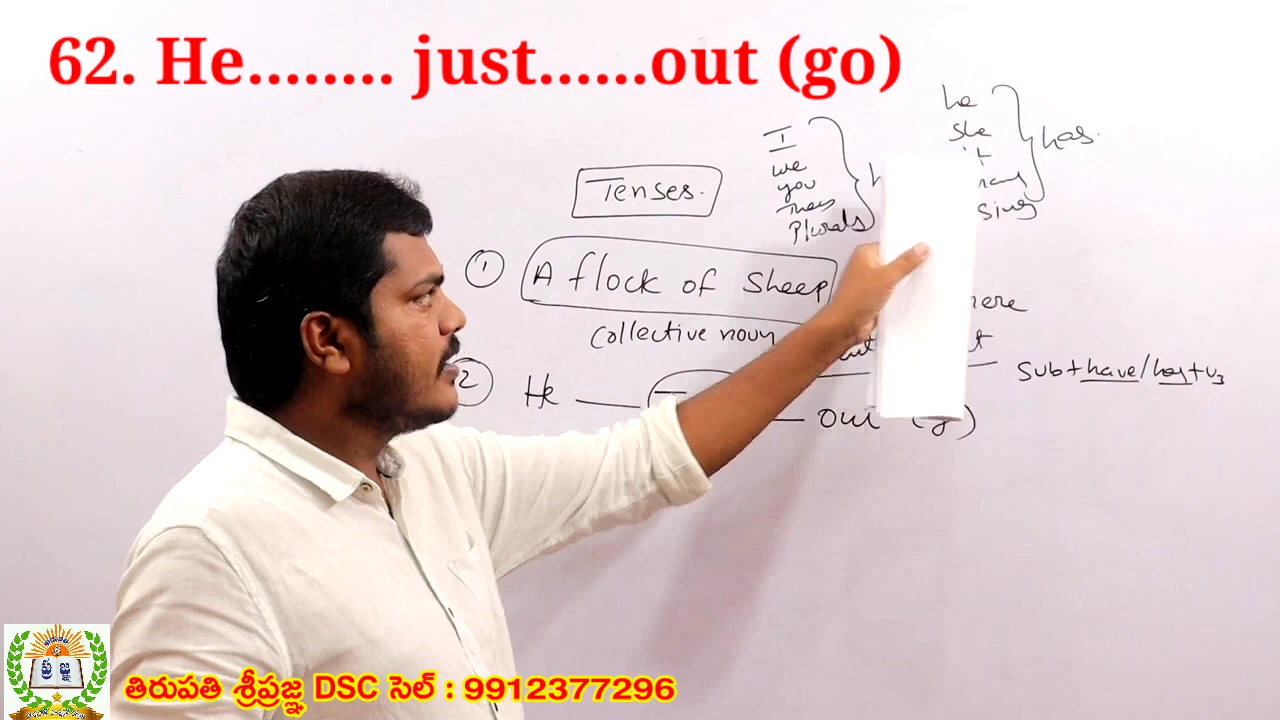 62. He........ just......out (go)
he
she
it
has.
sing
I
we
you
They
Plurals
Tenses.
① A flock of Sheep
here
collective noun
Sub+have/has+v3
② He out
తిరుపతి శ్రీప్రజ్ఞ DSC సెల్ : 9912377296